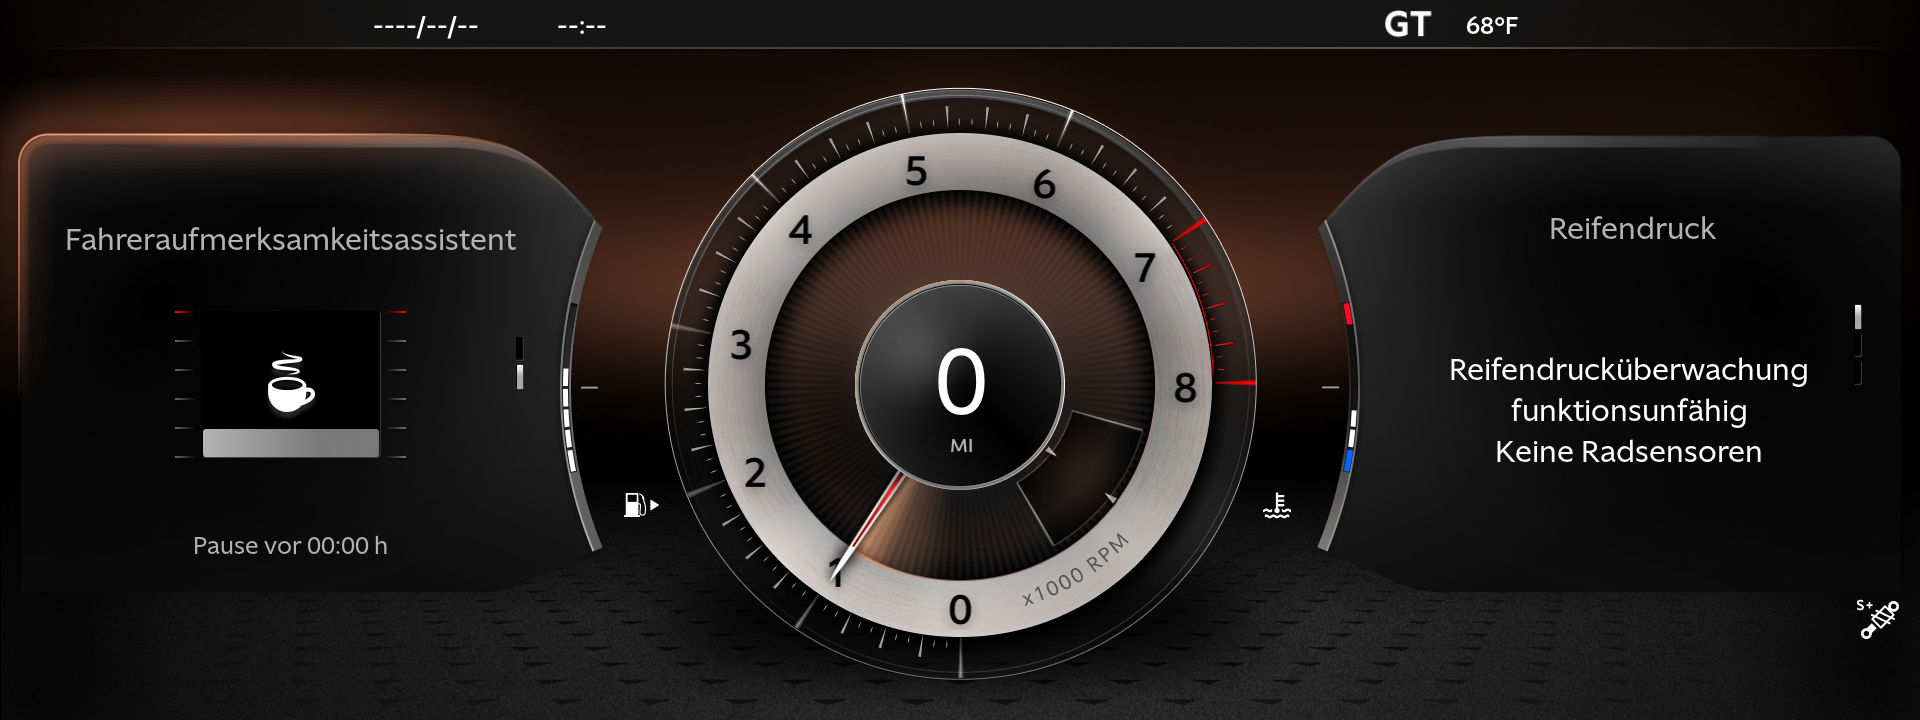 ----/--/-- --:-- GT 68°F
Fahreraufmerksamkeitsassistent
Pause vor 00:00 h
0
1
2
3
4
5
6
7
8
x1000 RPM
0
MI
Reifendruck
Reifendrucküberwachung
funktionsunfähig
Keine Radsensoren
S+